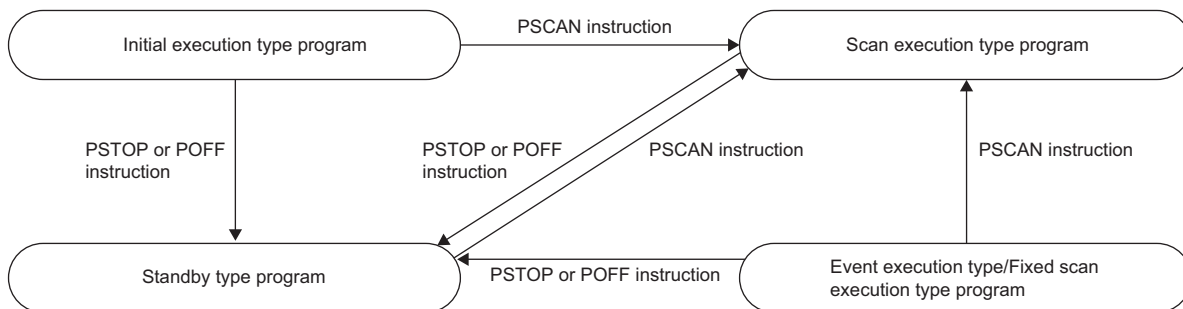 Initial execution type program
PSCAN instruction
Scan execution type program
PSTOP or POFF
instruction
PSTOP or POFF
instruction
PSCAN instruction
PSCAN instruction
Standby type program
PSTOP or POFF instruction
Event execution type/Fixed scan
execution type program